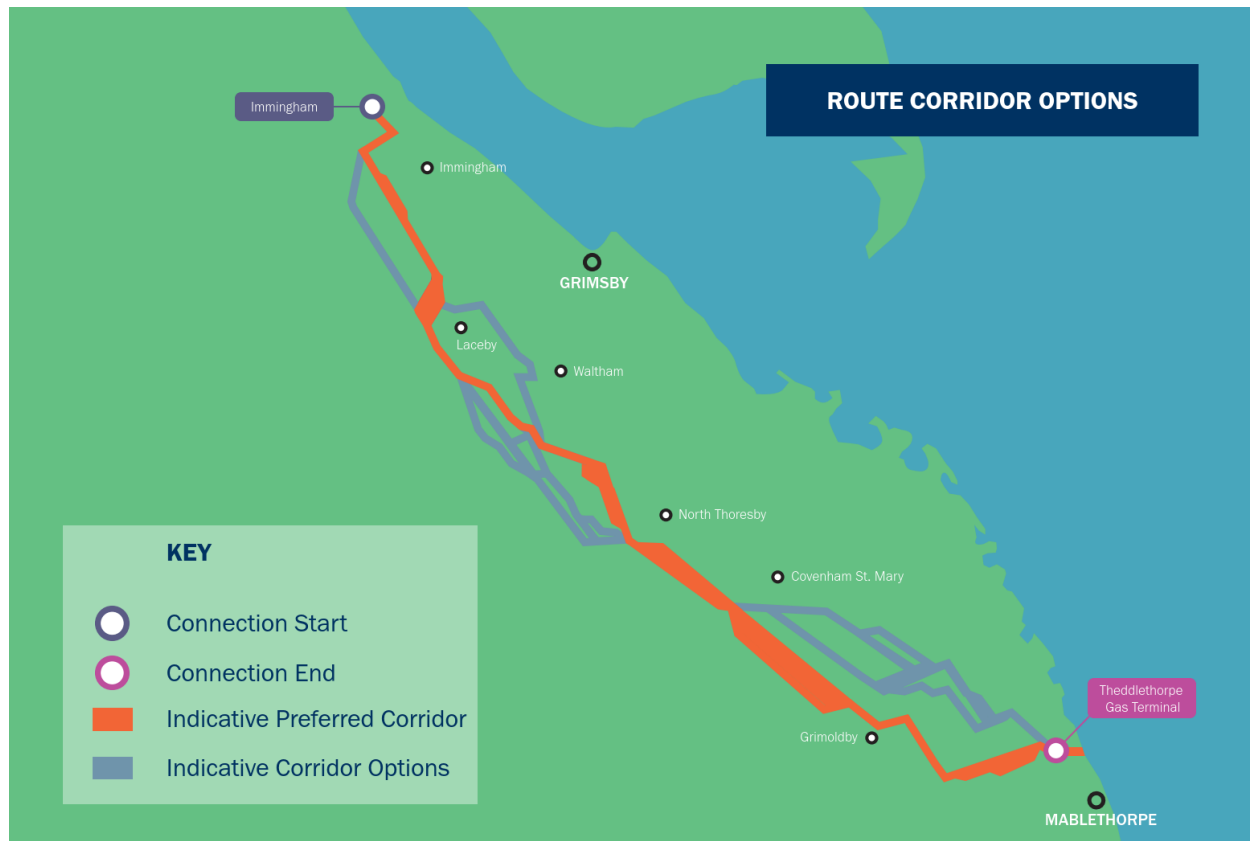 ROUTE CORRIDOR OPTIONS
Immingham
Immingham
GRIMSBY
Laceby
Waltham
North Thoresby
Covenham St. Mary
Theddlethorpe
Gas Terminal
Grimoldby
MABLETHORPE
KEY
Connection Start
Connection End
Indicative Preferred Corridor
Indicative Corridor Options